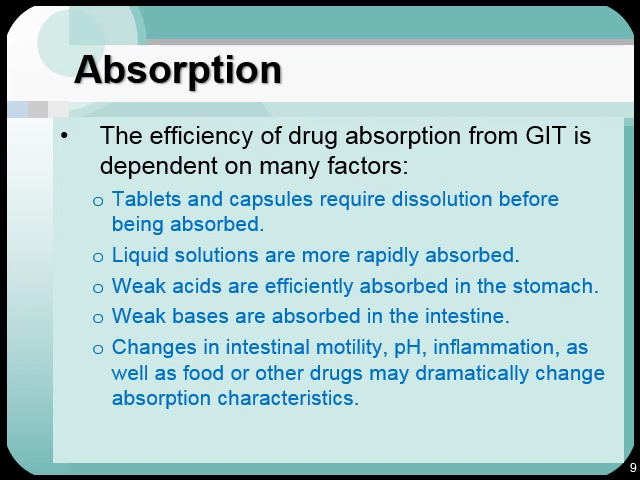 Absorption
• The efficiency of drug absorption from GIT is
dependent on many factors:
o Tablets and capsules require dissolution before
being absorbed.
o Liquid solutions are more rapidly absorbed.
o Weak acids are efficiently absorbed in the stomach.
o Weak bases are absorbed in the intestine.
o Changes in intestinal motility, pH, inflammation, as
well as food or other drugs may dramatically change
absorption characteristics.
9